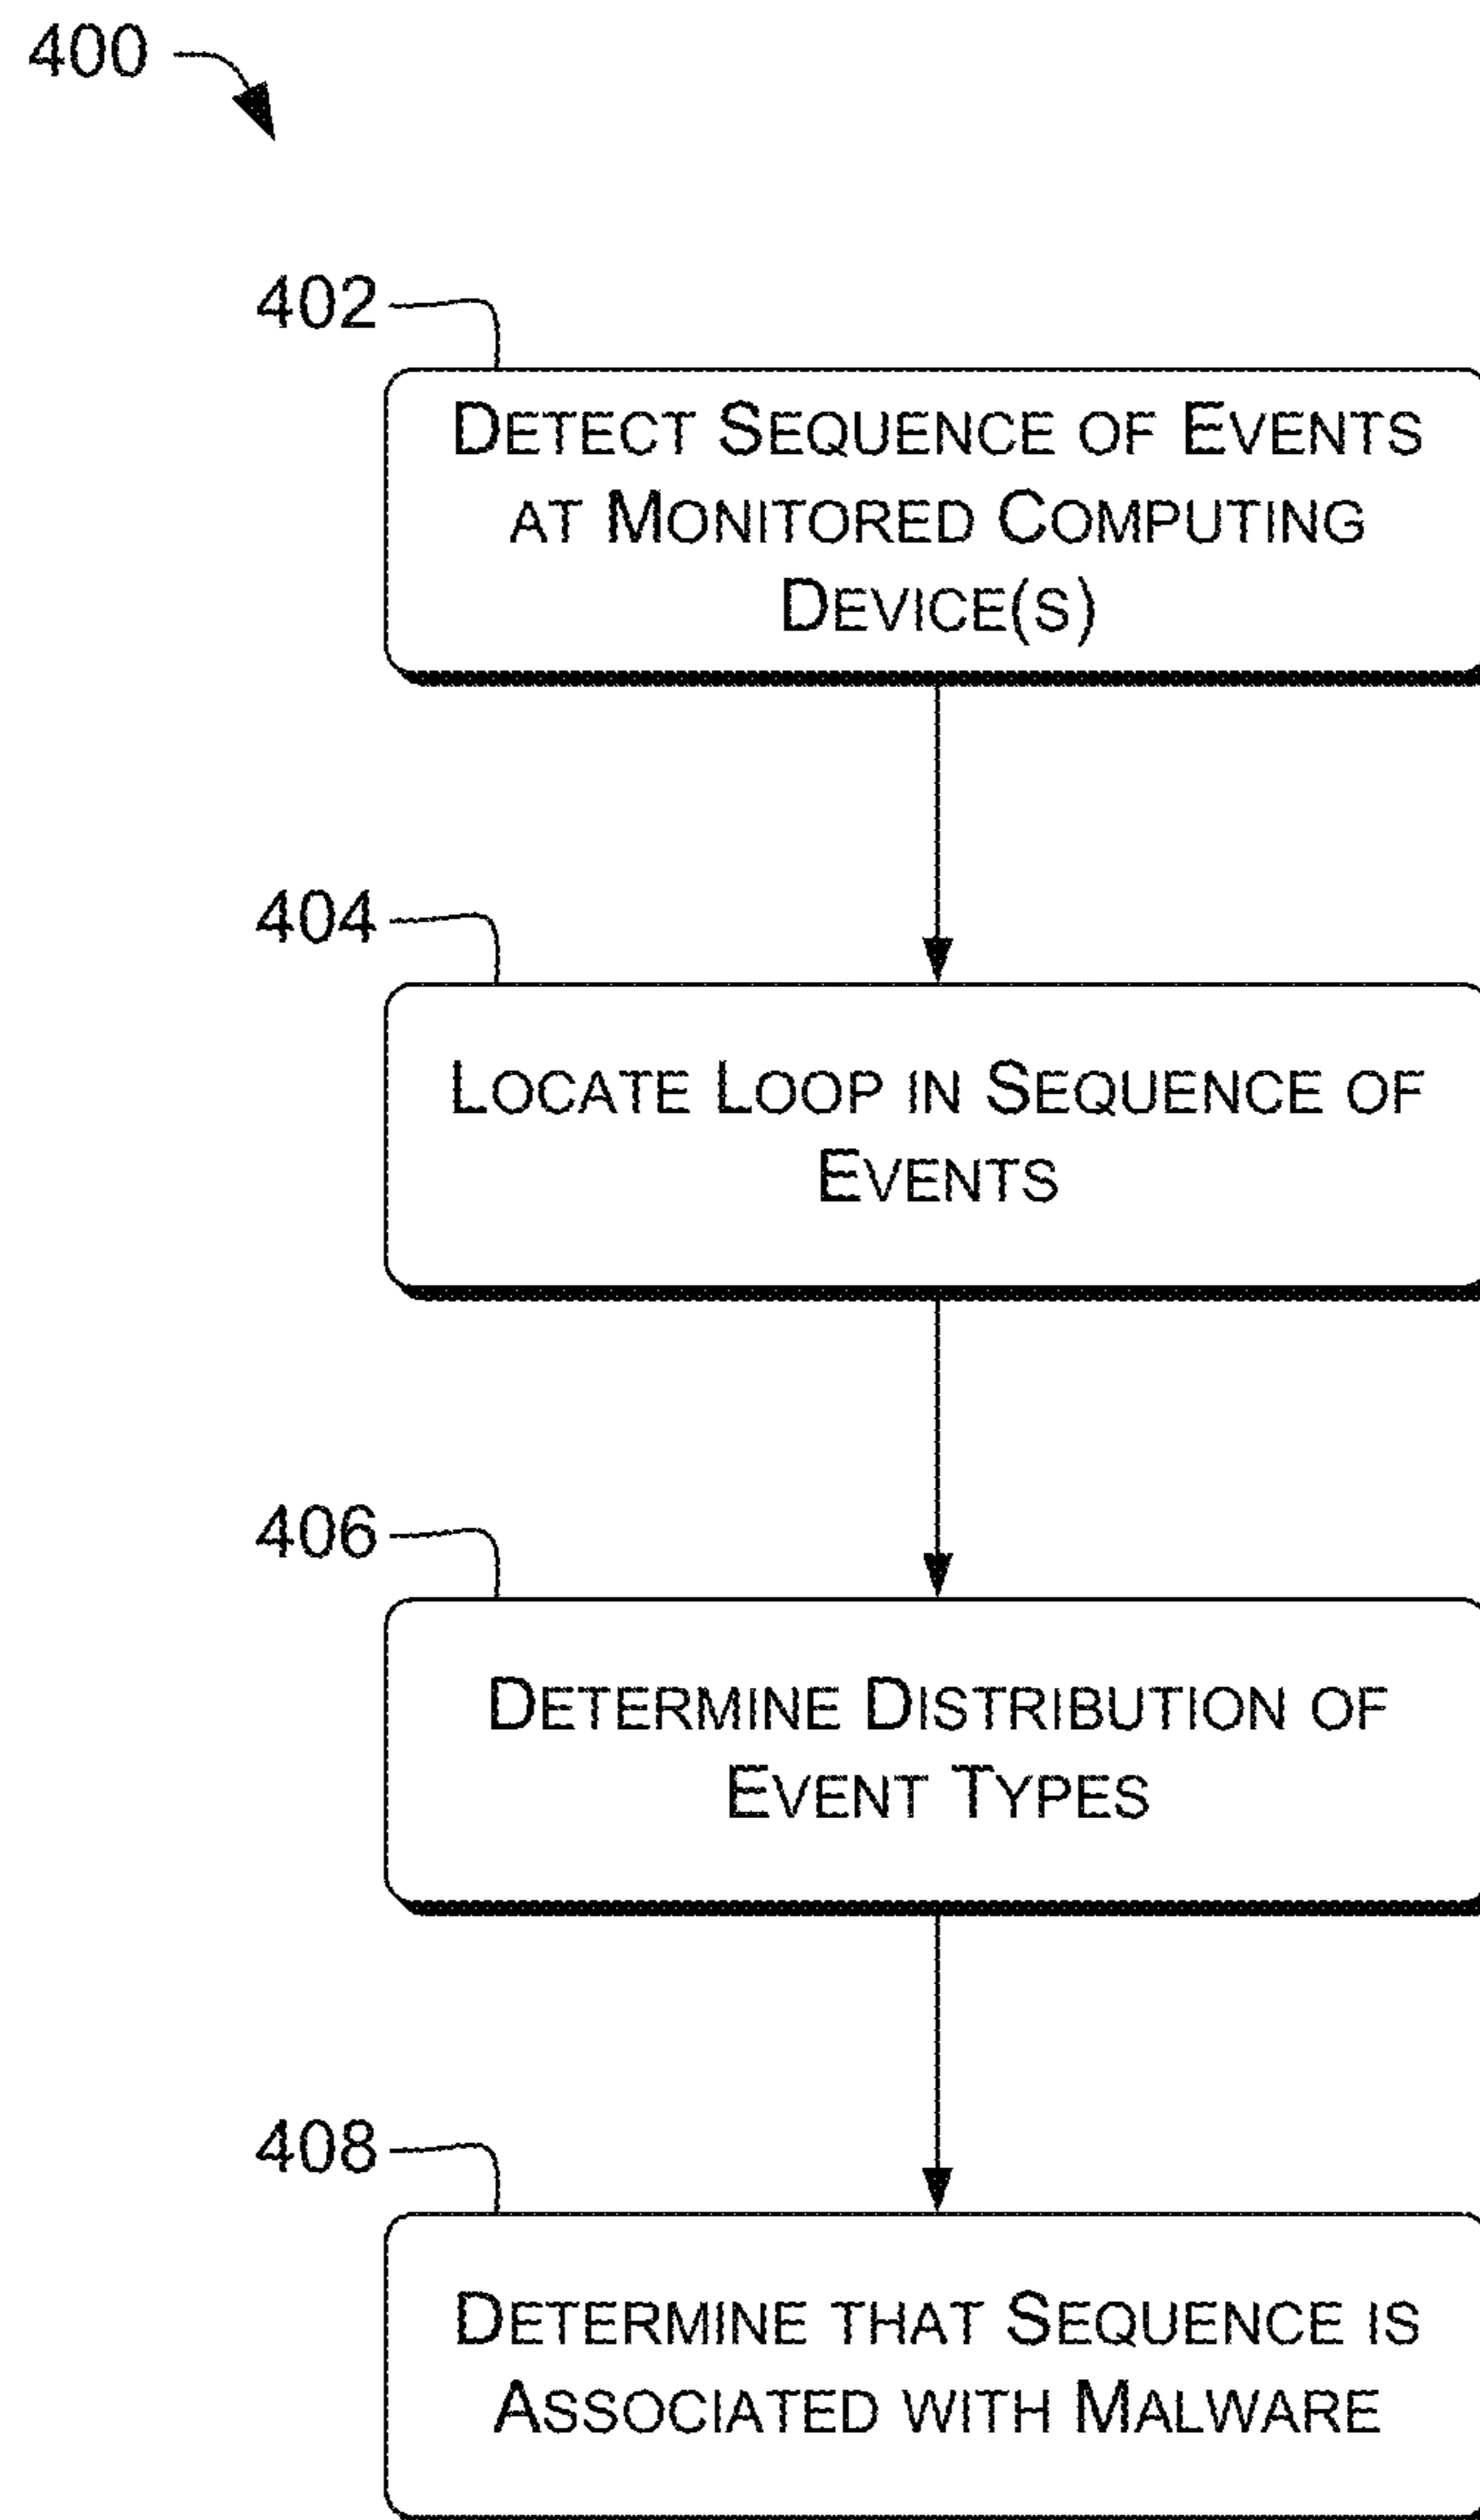 400
402
DETECT SEQUENCE OF EVENTS
AT MONITORED COMPUTING
DEVICE(S)
404
LOCATE LOOP IN SEQUENCE OF
EVENTS
406
DETERMINE DISTRIBUTION OF
EVENT TYPES
408
DETERMINE THAT SEQUENCE IS
ASSOCIATED WITH MALWARE